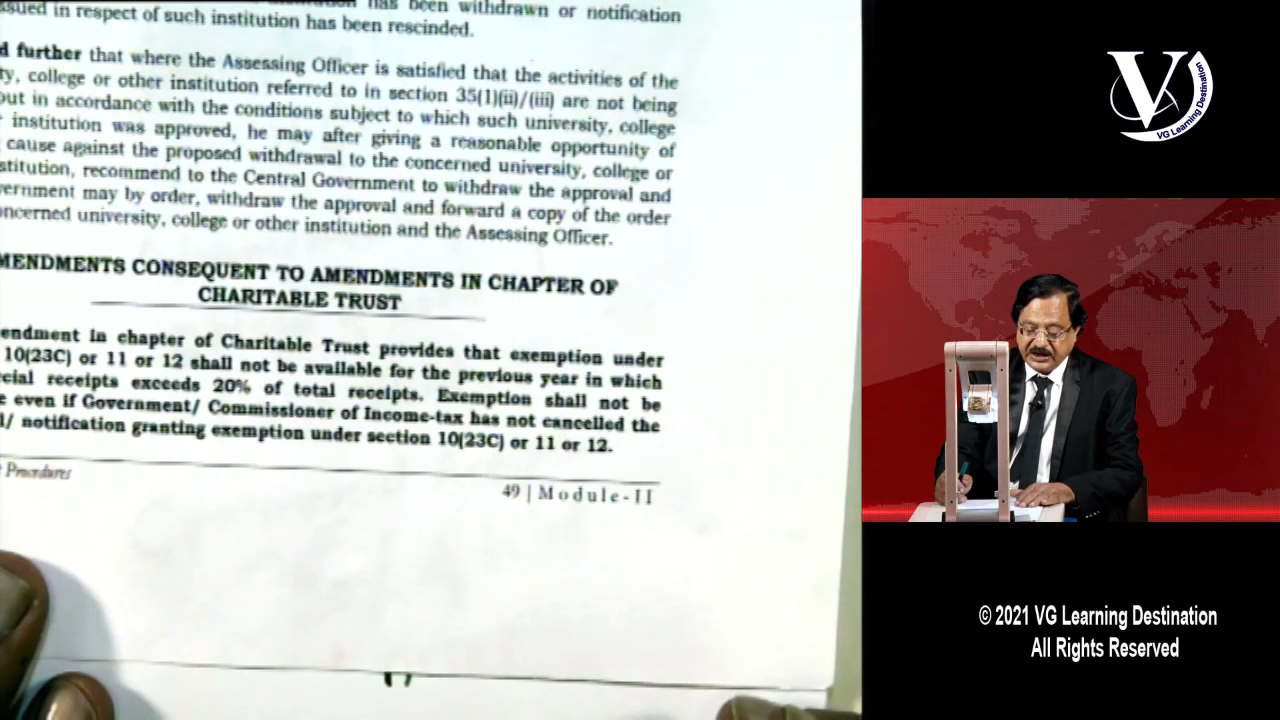 has been withdrawn or notification
ssued in respect of such institution has been rescinded.
d further that where the Assessing Officer is satisfied that the activities of the
ty, college or other institution referred to in section 35(1)(ii)/(iii) are not being
out in accordance with the conditions subject to which such university, college
institution was approved, he may after giving a reasonable opportunity of
cause against the proposed withdrawal to the concerned university, college or
stitution, recommend to the Central Government to withdraw the approval and
vernment may by order, withdraw the approval and forward a copy of the order
oncerned university, college or other institution and the Assessing Officer.
MENDMENTS CONSEQUENT TO AMENDMENTS IN CHAPTER OF
CHARITABLE TRUST
endment in chapter of Charitable Trust provides that exemption under
10(23C) or 11 or 12 shall not be available for the previous year in which
cial receipts exceeds 20% of total receipts. Exemption shall not be
e even if Government/ Commissioner of Income-tax has not cancelled the
l/ notification granting exemption under section 10(23C) or 11 or 12.
t Procedures
49 | Module-II
V
VG Learning Destination
© 2021 VG Learning Destination
All Rights Reserved